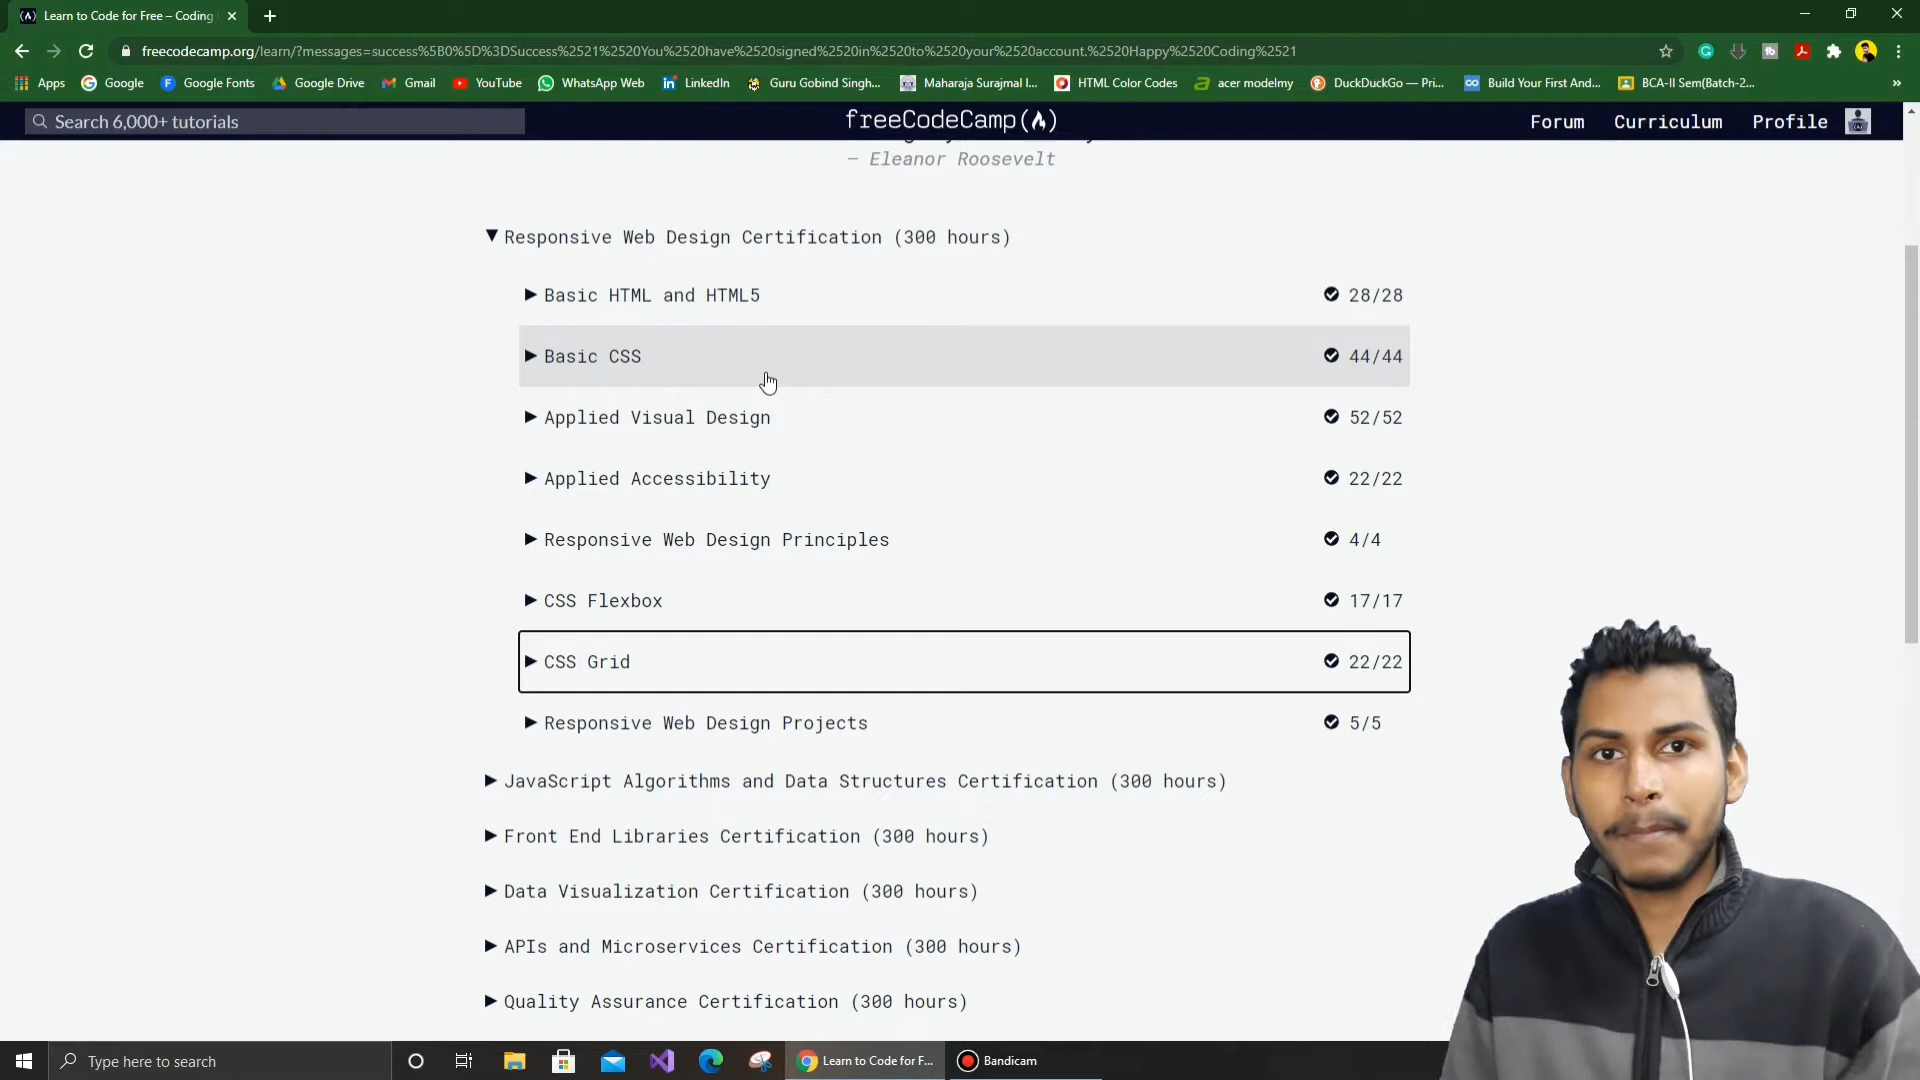 Learn to Code for Free – Coding
freecodecamp.org/learn/?messages=success%5B0%5D%3DSuccess%2521%2520You%2520have%2520signed%2520in%2520to%2520your%2520account.%2520Happy%2520Coding%2521
Apps Google Google Fonts Google Drive Gmail YouTube WhatsApp Web LinkedIn Guru Gobind Singh... Maharaja Surajmal I... HTML Color Codes acer modelmy DuckDuckGo — Pri... Build Your First And... BCA-II Sem(Batch-2... »
Search 6,000+ tutorials freeCodeCamp Forum Curriculum Profile
— Eleanor Roosevelt
Responsive Web Design Certification (300 hours)
Basic HTML and HTML5 28/28
Basic CSS 44/44
Applied Visual Design 52/52
Applied Accessibility 22/22
Responsive Web Design Principles 4/4
CSS Flexbox 17/17
CSS Grid 22/22
Responsive Web Design Projects 5/5
JavaScript Algorithms and Data Structures Certification (300 hours)
Front End Libraries Certification (300 hours)
Data Visualization Certification (300 hours)
APIs and Microservices Certification (300 hours)
Quality Assurance Certification (300 hours)
Type here to search Learn to Code for F... Bandicam